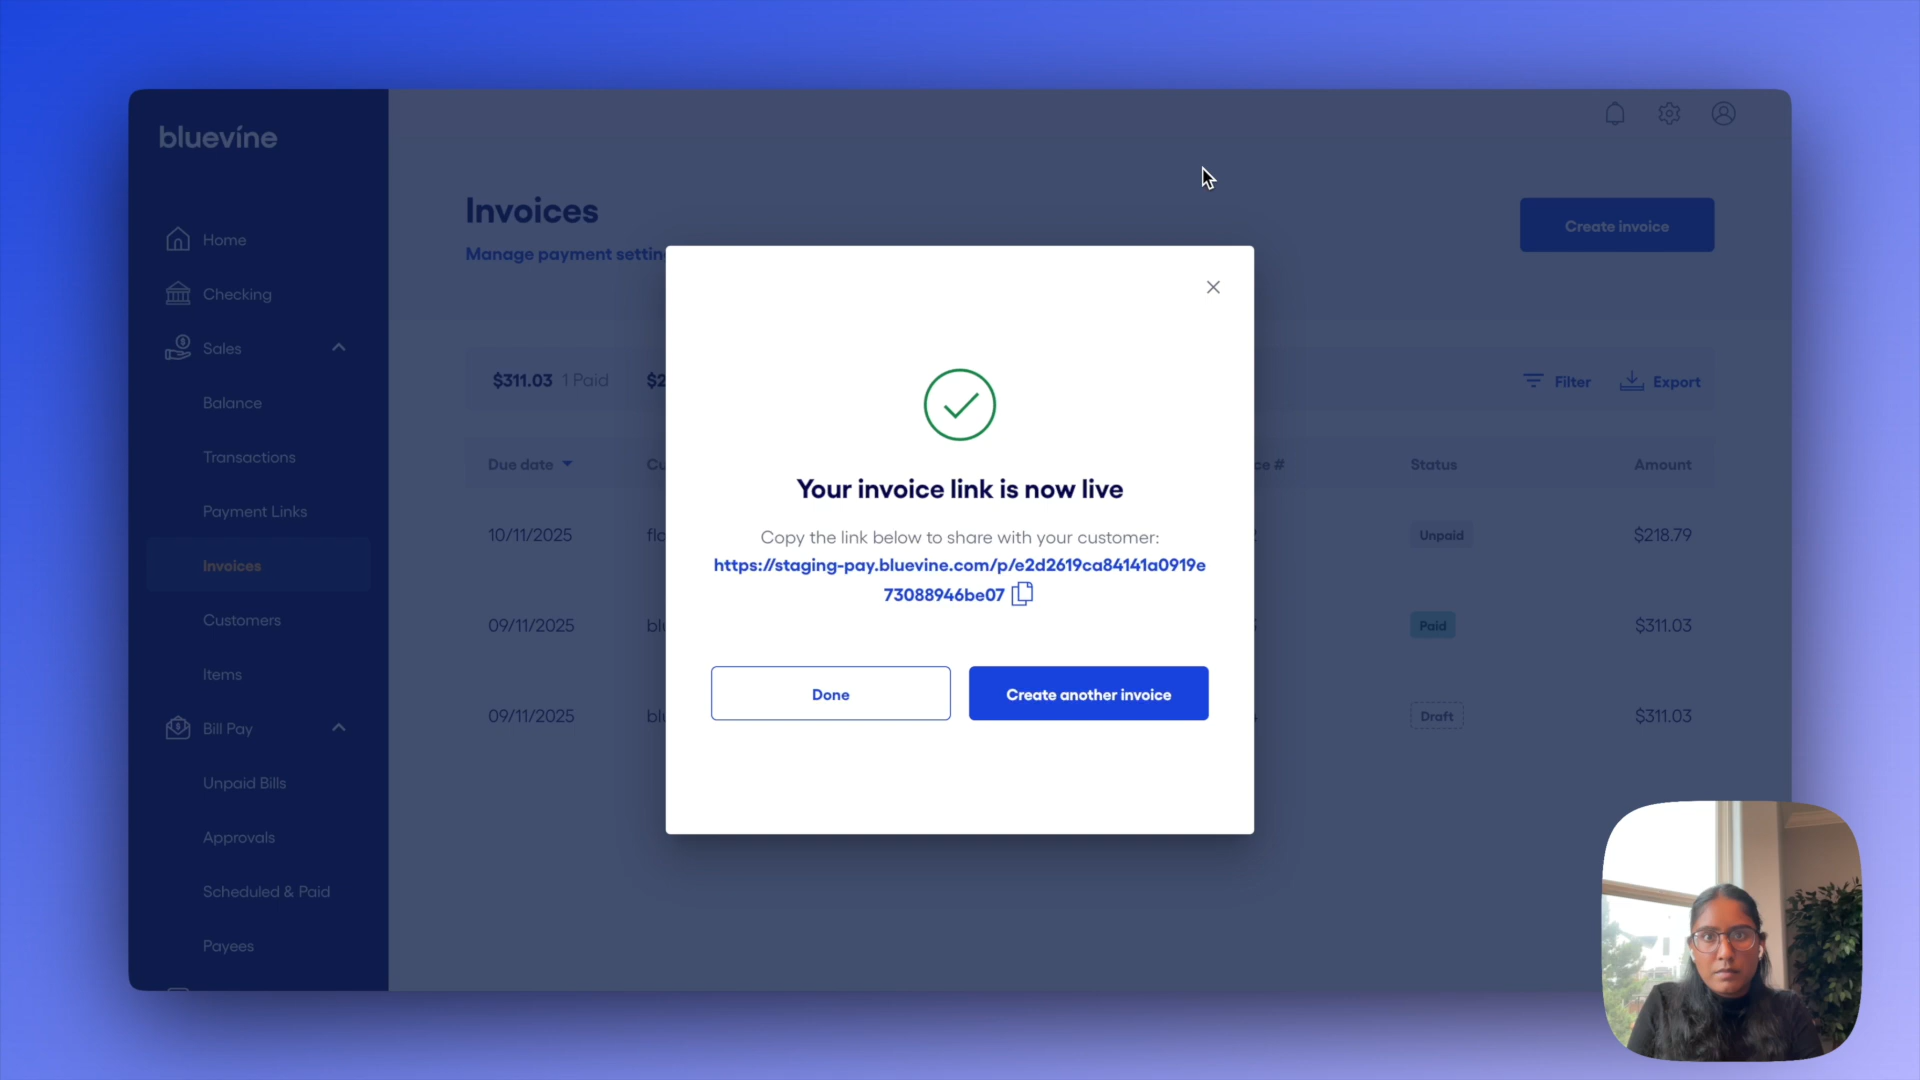 bluevine
Home
Checking
Sales
Balance
Transactions
Payment Links
Invoices
Customers
Items
Bill Pay
Unpaid Bills
Approvals
Scheduled & Paid
Payees
Invoices
Manage payment
Create invoice
$311.03 1 Paid
Filter
Export
Due date
Status
Amount
10/11/2025
Unpaid
$218.79
09/11/2025
Paid
$311.03
09/11/2025
Draft
$311.03
Your invoice link is now live
Copy the link below to share with your customer:
https://staging-pay.bluevine.com/p/e2d2619ca84141a0919e
73088946be07
Done
Create another invoice